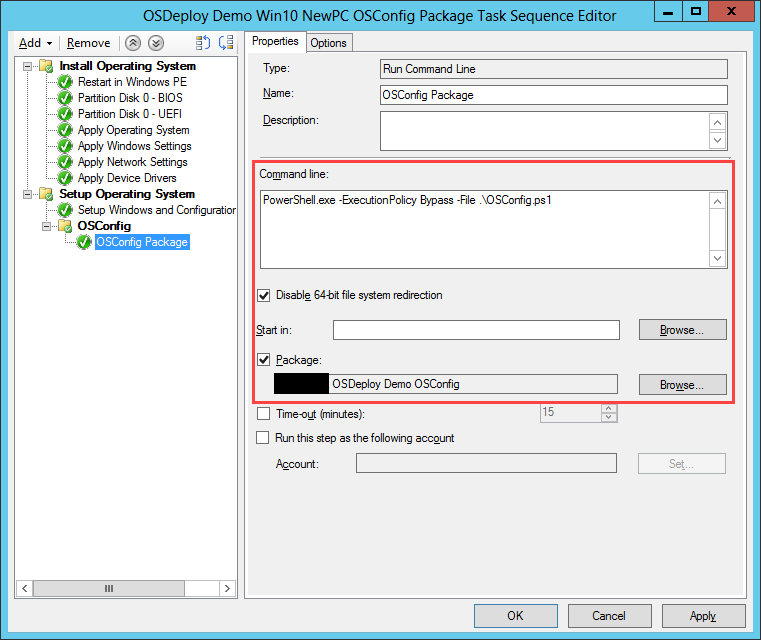 OSDeploy Demo Win10 NewPC OSConfig Package Task Sequence Editor
Add
Remove
Install Operating System
Restart in Windows PE
Partition Disk 0 - BIOS
Partition Disk 0 - UEFI
Apply Operating System
Apply Windows Settings
Apply Network Settings
Apply Device Drivers
Setup Operating System
Setup Windows and Configuration
OSConfig
OSConfig Package
Properties
Options
Type:
Run Command Line
Name:
OSConfig Package
Description:
Command line:
PowerShell.exe -ExecutionPolicy Bypass -File .\OSConfig.ps1
Disable 64-bit file system redirection
Start in:
Browse...
Package:
OSDeploy Demo OSConfig
Browse...
Time-out (minutes):
15
Run this step as the following account
Account:
Set...
OK
Cancel
Apply